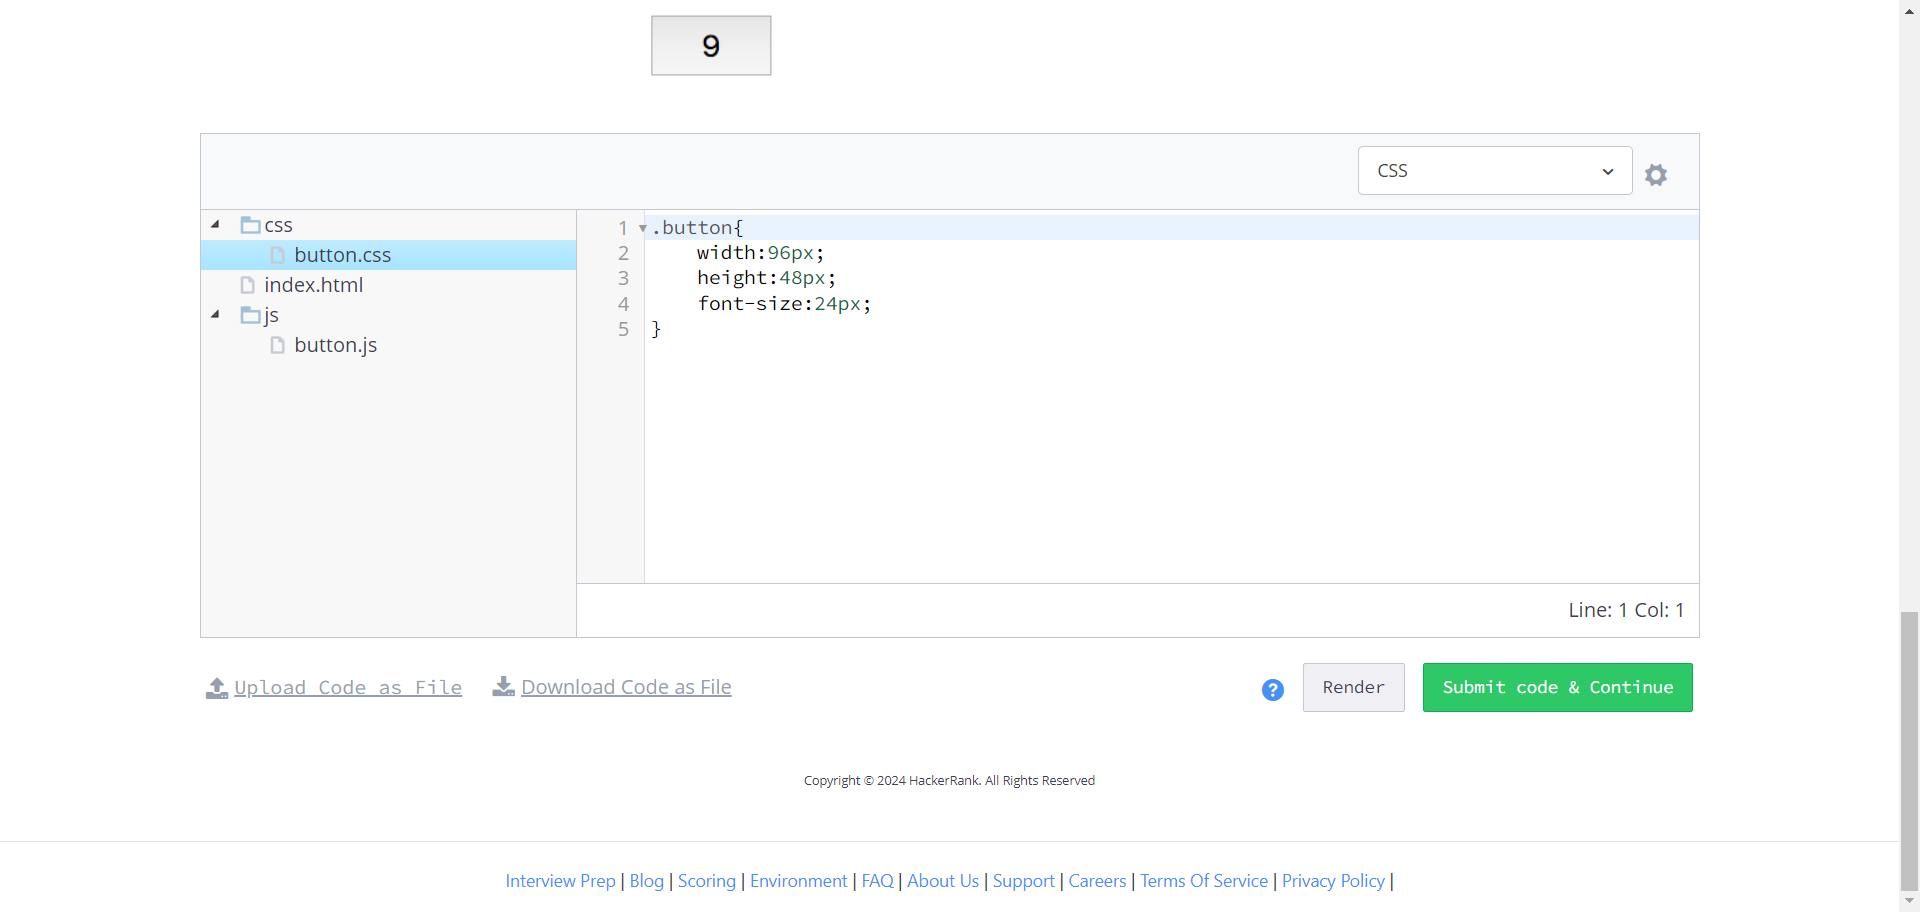 9
CSS
css
button.css
index.html
js
button.js
1 .button{
2 width:96px;
3 height:48px;
4 font-size:24px;
5 }
Line: 1 Col: 1
Upload Code as File Download Code as File ? Render Submit code & Continue
Copyright © 2024 HackerRank. All Rights Reserved
Interview Prep | Blog | Scoring | Environment | FAQ | About Us | Support | Careers | Terms Of Service | Privacy Policy |